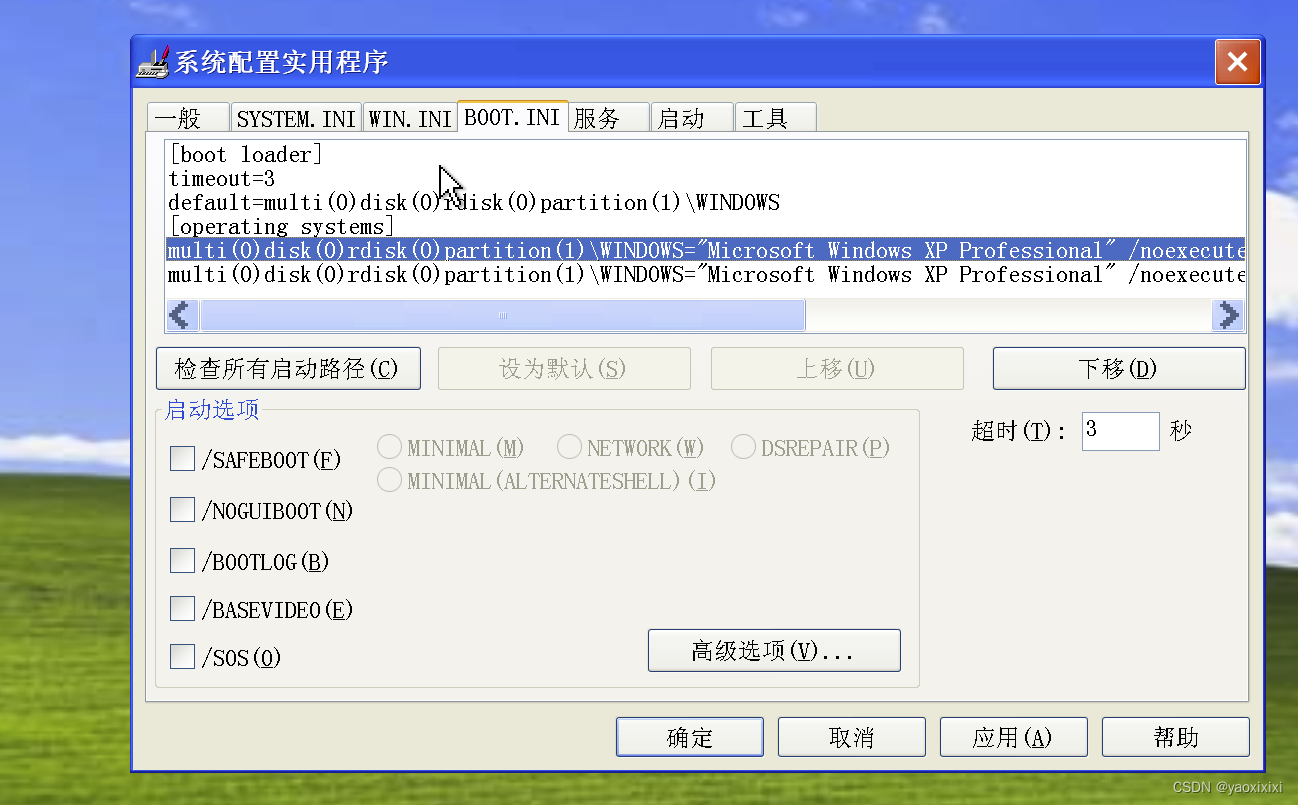 系统配置实用程序
一般 SYSTEM.INI WIN.INI BOOT.INI 服务 启动 工具
[boot loader]
timeout=3
default=multi(0)disk(0)rdisk(0)partition(1)\WINDOWS
[operating systems]
multi(0)disk(0)rdisk(0)partition(1)\WINDOWS="Microsoft Windows XP Professional" /noexecute
multi(0)disk(0)rdisk(0)partition(1)\WINDOWS="Microsoft Windows XP Professional" /noexecute
检查所有启动路径(C) 设为默认(S) 上移(U) 下移(D)
启动选项
超时(T): 3 秒
/SAFEBOOT(F) MINIMAL(M) NETWORK(W) DSREPAIR(P)
MINIMAL(ALTERNATESHELL)(I)
/NOGUIBOOT(N)
/BOOTLOG(B)
/BASEVIDEO(E)
/SOS(O)
高级选项(V)...
确定 取消 应用(A) 帮助
CSDN @yaoxixixi